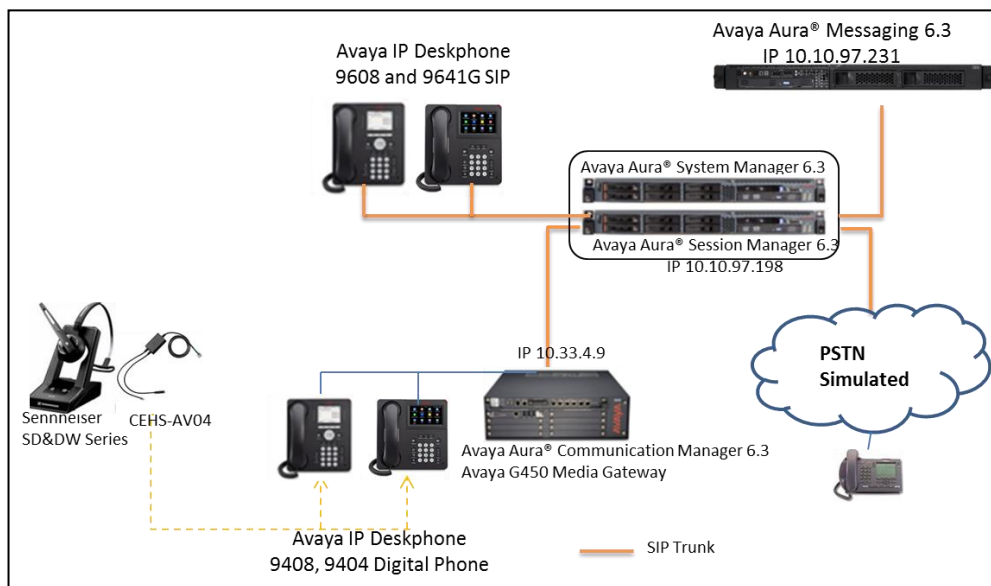 Avaya Aura® Messaging 6.3
IP 10.10.97.231
Avaya IP Deskphone
9608 and 9641G SIP
Avaya Aura® System Manager 6.3
Avaya Aura® Session Manager 6.3
IP 10.10.97.198
IP 10.33.4.9
PSTN
Simulated
Sennheiser
SD&DW Series
CEHS-AV04
Avaya Aura® Communication Manager 6.3
Avaya G450 Media Gateway
Avaya IP Deskphone
9408, 9404 Digital Phone
SIP Trunk